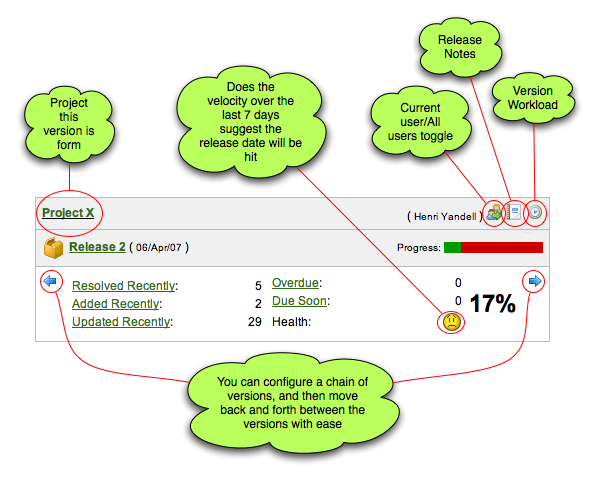 Release
Notes
Does the
velocity over the
last 7 days
suggest the
release date will be
hit
Version
Workload
Project
this
version is
form
Current
user/All
users toggle
Project X
( Henri Yandell )
Release 2 ( 06/Apr/07 )
Progress:
Resolved Recently: 5
Overdue: 0
Added Recently: 2
Due Soon: 0
17%
Updated Recently: 29
Health:
You can configure a chain of
versions, and then move
back and forth between the
versions with ease